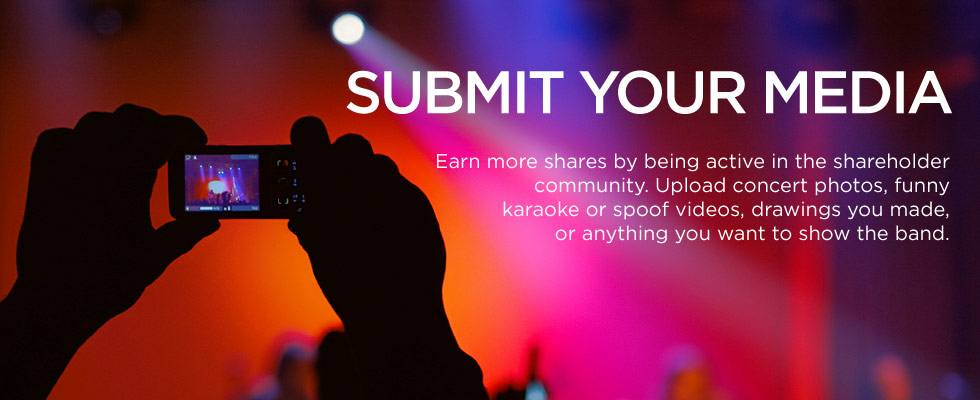 SUBMIT YOUR MEDIA
Earn more shares by being active in the shareholder
community. Upload concert photos, funny
karaoke or spoof videos, drawings you made,
or anything you want to show the band.